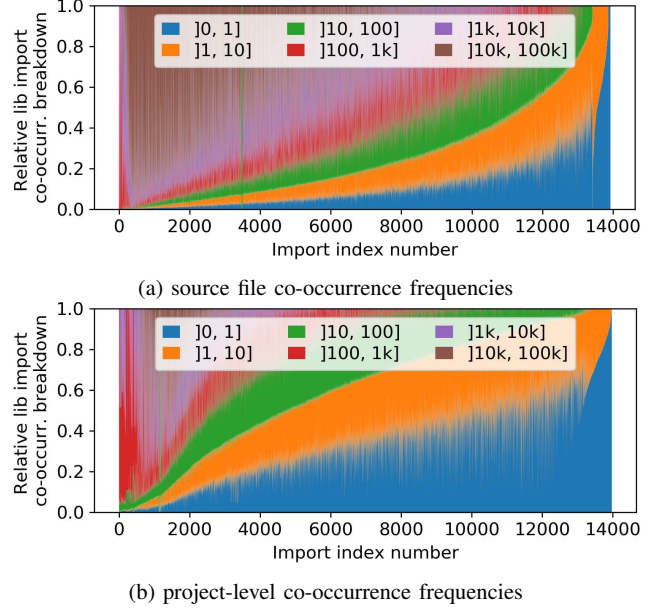 Relative lib import
co-occurr. breakdown
1.0
0.8
0.6
0.4
0.2
0.0
]0, 1] ]10, 100] ]1k, 10k]
]1, 10] ]100, 1k] ]10k, 100k]
0 2000 4000 6000 8000 10000 12000 14000
Import index number
(a) source file co-occurrence frequencies
Relative lib import
co-occurr. breakdown
1.0
0.8
0.6
0.4
0.2
0.0
]0, 1] ]10, 100] ]1k, 10k]
]1, 10] ]100, 1k] ]10k, 100k]
0 2000 4000 6000 8000 10000 12000 14000
Import index number
(b) project-level co-occurrence frequencies